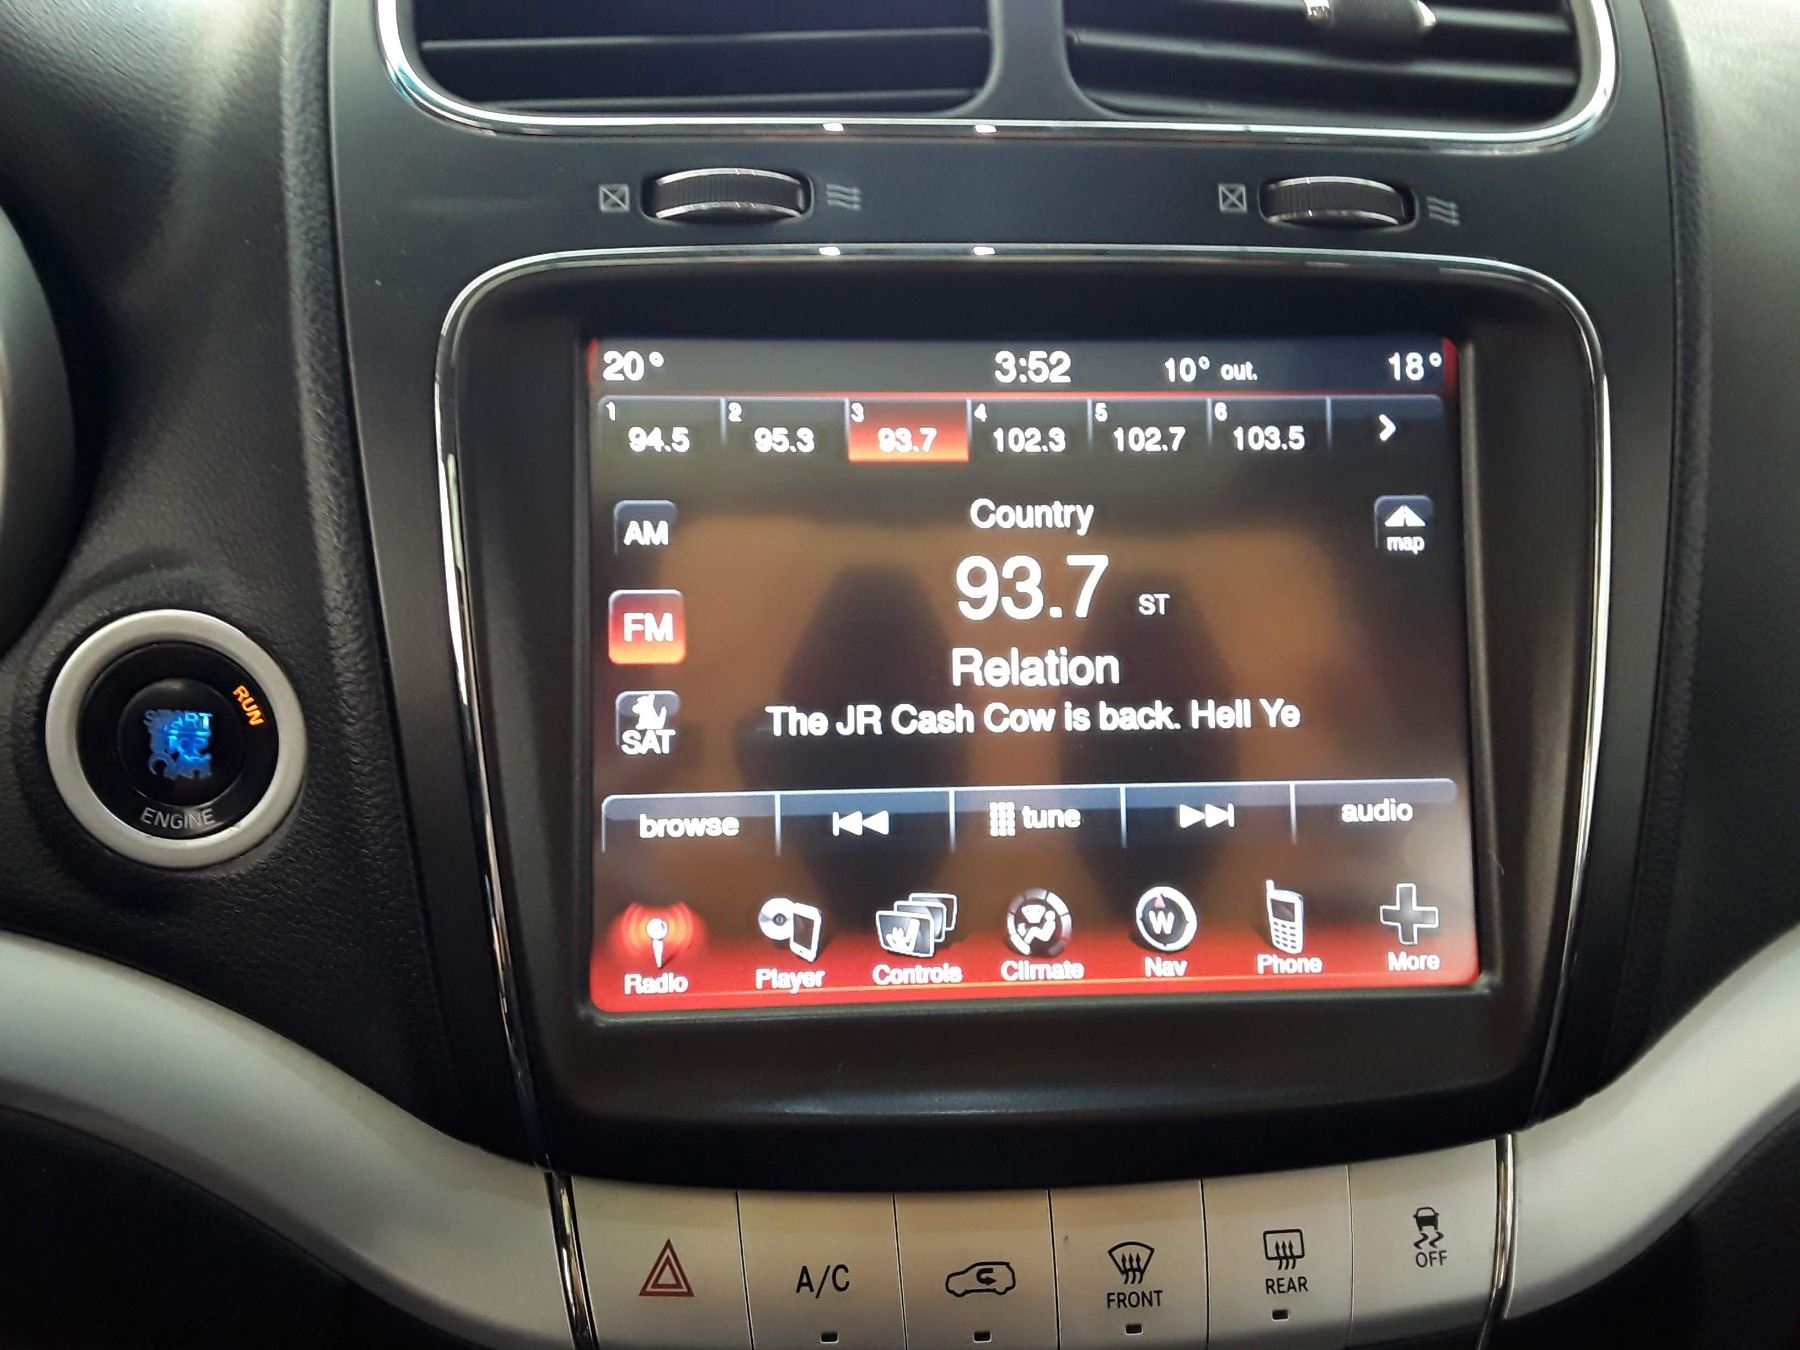 20° 3:52 10° out. 18°
1 2 3 4 5 6
94.5 95.3 93.7 102.3 102.7 103.5
Country
AM
map
93.7 ST
FM
Relation
The JR Cash Cow is back. Hell Ye
SAT
browse tune audio
W
Radio Player Controls Climate Nav Phone More
RUN
START
ENGINE
A/C
FRONT
REAR
OFF